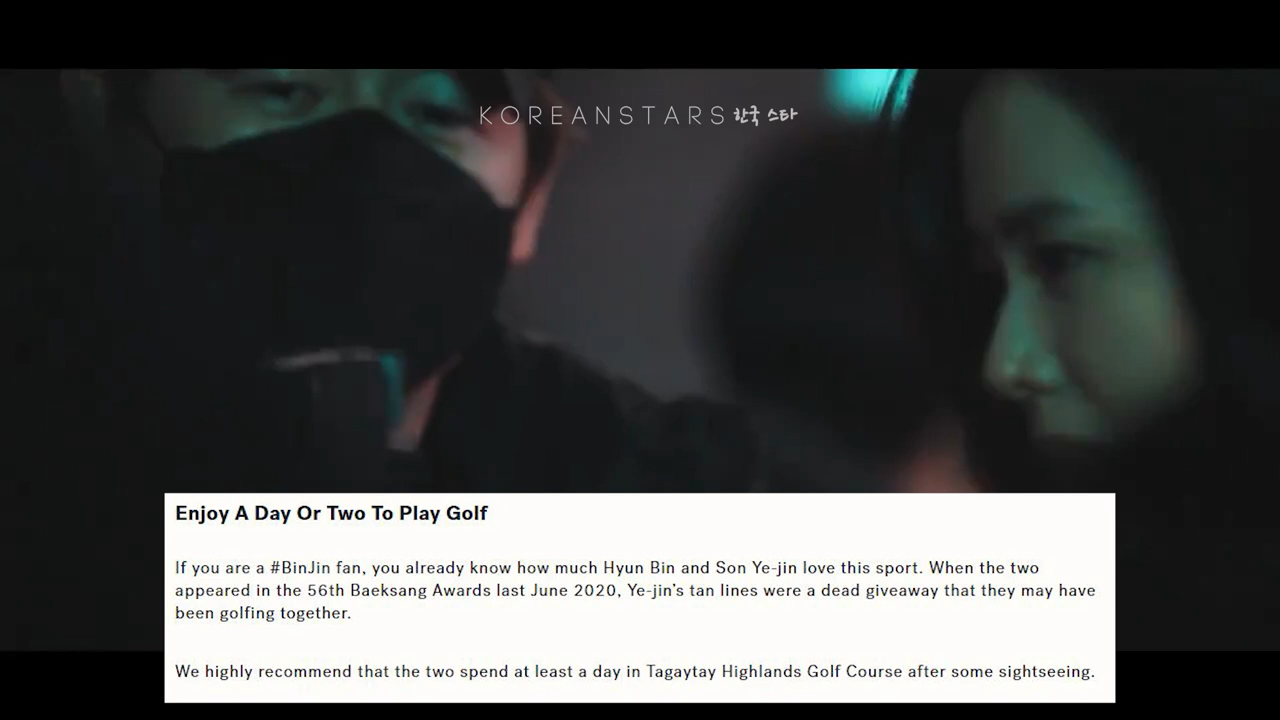 KOREANSTARS 한국 스타
Enjoy A Day Or Two To Play Golf
If you are a #BinJin fan, you already know how much Hyun Bin and Son Ye-jin love this sport. When the two
appeared in the 56th Baeksang Awards last June 2020, Ye-jin’s tan lines were a dead giveaway that they may have
been golfing together.
We highly recommend that the two spend at least a day in Tagaytay Highlands Golf Course after some sightseeing.